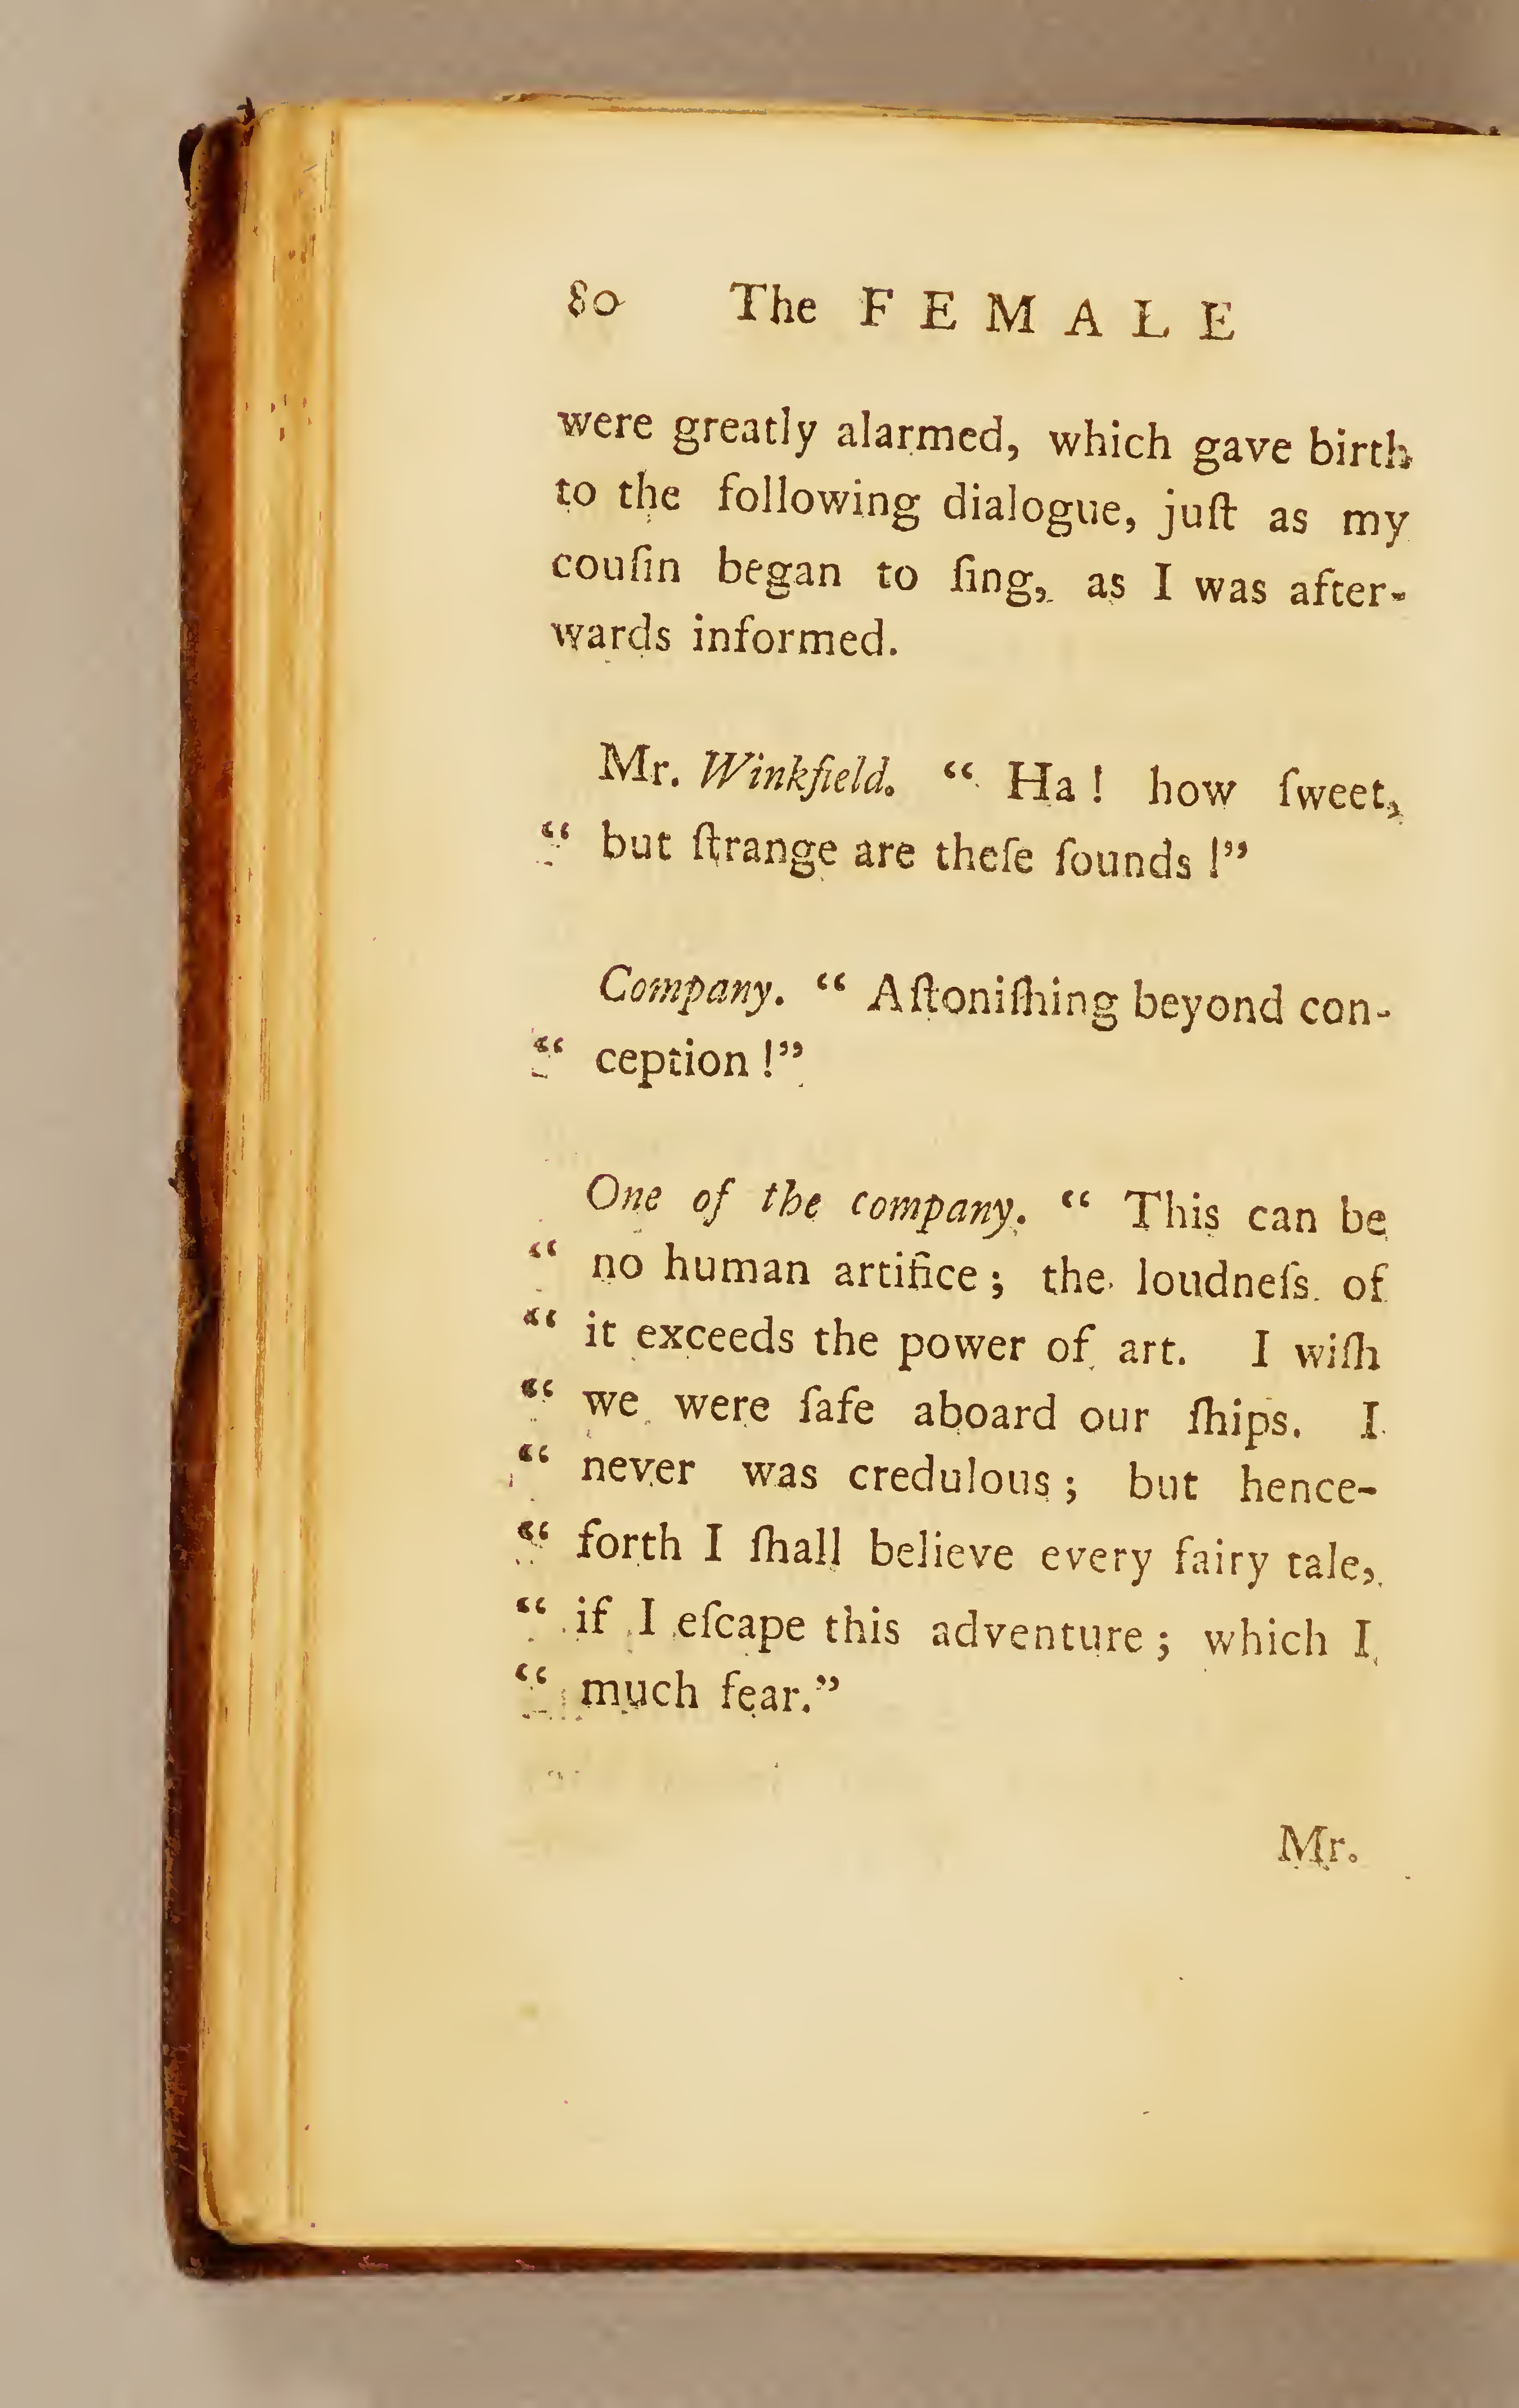 80 The FEMALE
were greatly alarmed, which gave birth
to the following dialogue, juſt as my
couſin began to ſing, as I was after-
wards informed.
Mr. Winkfield. “ Ha! how ſweet,
“ but ſtrange are theſe ſounds!”
Company. “ Aſtoniſhing beyond con-
“ ception!”
One of the company. “ This can be
“ no human artifice; the loudneſs of
“ it exceeds the power of art. I wiſh
“ we were ſafe aboard our ſhips. I
“ never was credulous; but hence-
“ forth I ſhall believe every fairy tale,
“ if I eſcape this adventure; which I
“ much fear.”
Mr.